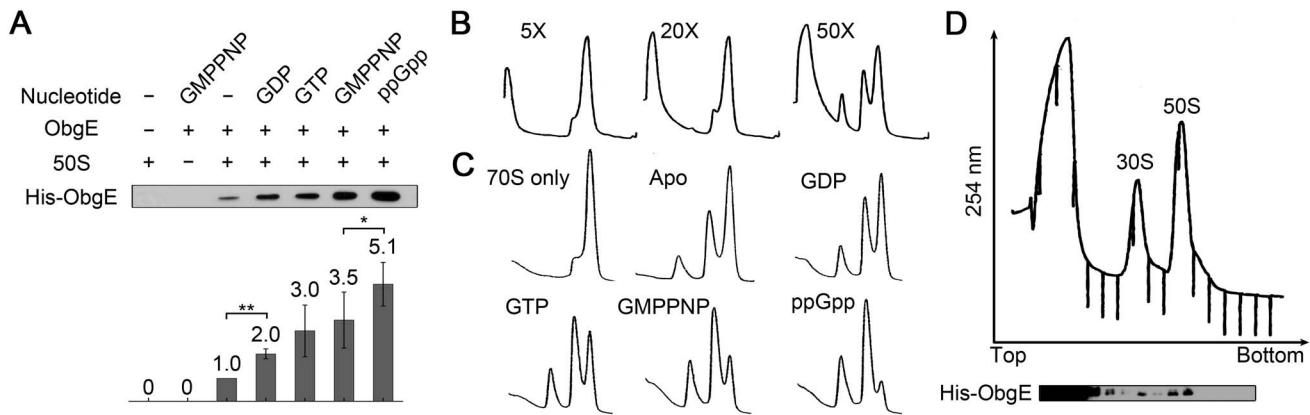 A
Nucleotide – GMPPNP – GDP GTP GMPPNP ppGpp
ObgE – + + + + + +
50S + – + + + + +
His-ObgE
*
5.1
3.5
3.0
**
2.0
1.0
0 0
B
5X 20X 50X
C
70S only Apo GDP
GTP GMPPNP ppGpp
D
254 nm
50S
30S
Top Bottom
His-ObgE